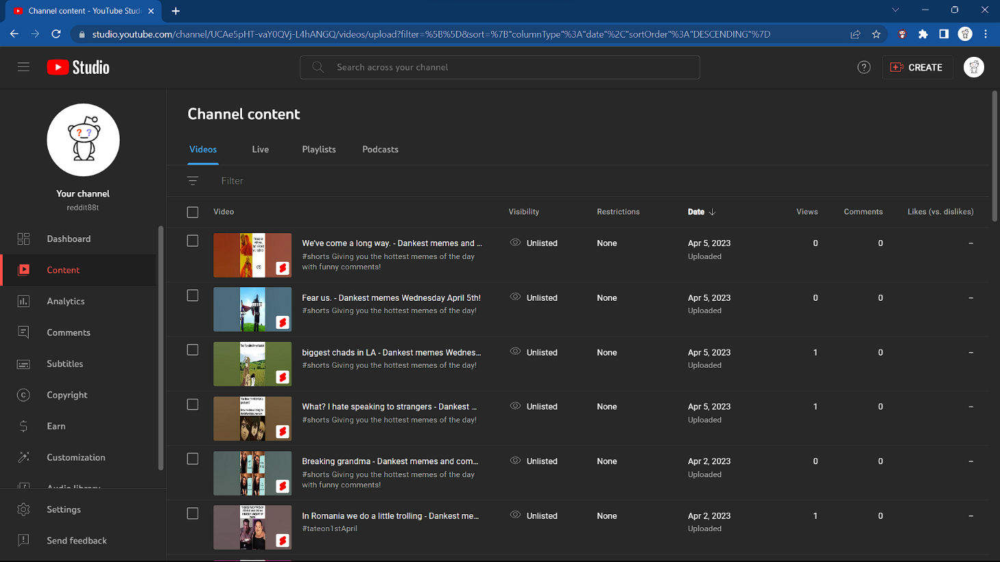 Channel content - YouTube Stud
studio.youtube.com/channel/UCAe5pHT-vaY0QVj-L4hANGQ/videos/upload?filter=%5B%5D&sort=%7B"columnType"%3A"date"%2C"sortOrder"%3A"DESCENDING"%7D
Studio
Search across your channel
CREATE
Your channel
reddit88t
Dashboard
Content
Analytics
Comments
Subtitles
Copyright
Earn
Customization
Audio library
Settings
Send feedback
Channel content
Videos Live Playlists Podcasts
Filter
Video Visibility Restrictions Date Views Comments Likes (vs. dislikes)
We've come a long way. - Dankest memes and ... Unlisted None Apr 5, 2023 0 0 –
#shorts Giving you the hottest memes of the day Uploaded
with funny comments!
Fear us. - Dankest memes Wednesday April 5th! Unlisted None Apr 5, 2023 0 0 –
#shorts Giving you the hottest memes of the day! Uploaded
biggest chads in LA - Dankest memes Wednes... Unlisted None Apr 5, 2023 1 0 –
#shorts Giving you the hottest memes of the day! Uploaded
What? I hate speaking to strangers - Dankest ... Unlisted None Apr 5, 2023 1 0 –
#shorts Giving you the hottest memes of the day! Uploaded
Breaking grandma - Dankest memes and com... Unlisted None Apr 2, 2023 0 0 –
#shorts Giving you the hottest memes of the day Uploaded
with funny comments!
In Romania we do a little trolling - Dankest me... Unlisted None Apr 2, 2023 1 0 –
#tateon1stApril Uploaded